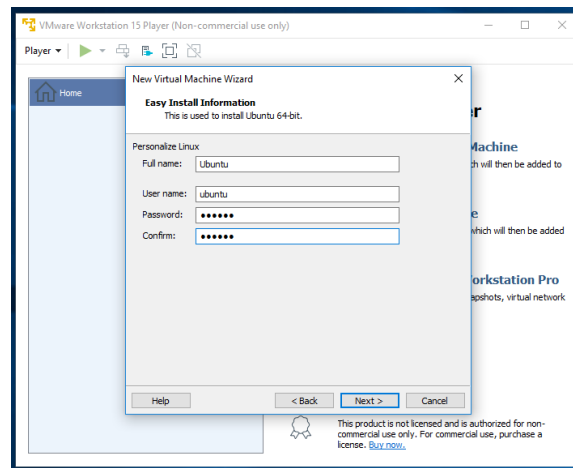 VMware Workstation 15 Player (Non-commercial use only)
Player
Home
New Virtual Machine Wizard
Easy Install Information
This is used to install Ubuntu 64-bit.
Personalize Linux
Full name: Ubuntu
User name: ubuntu
Password: ●●●●●●
Confirm: ●●●●●●
Help < Back Next > Cancel
r
Machine
ch will then be added to
e
which will then be added
orkstation Pro
apshots, virtual network
This product is not licensed and is authorized for non-
commercial use only. For commercial use, purchase a
license. Buy now.